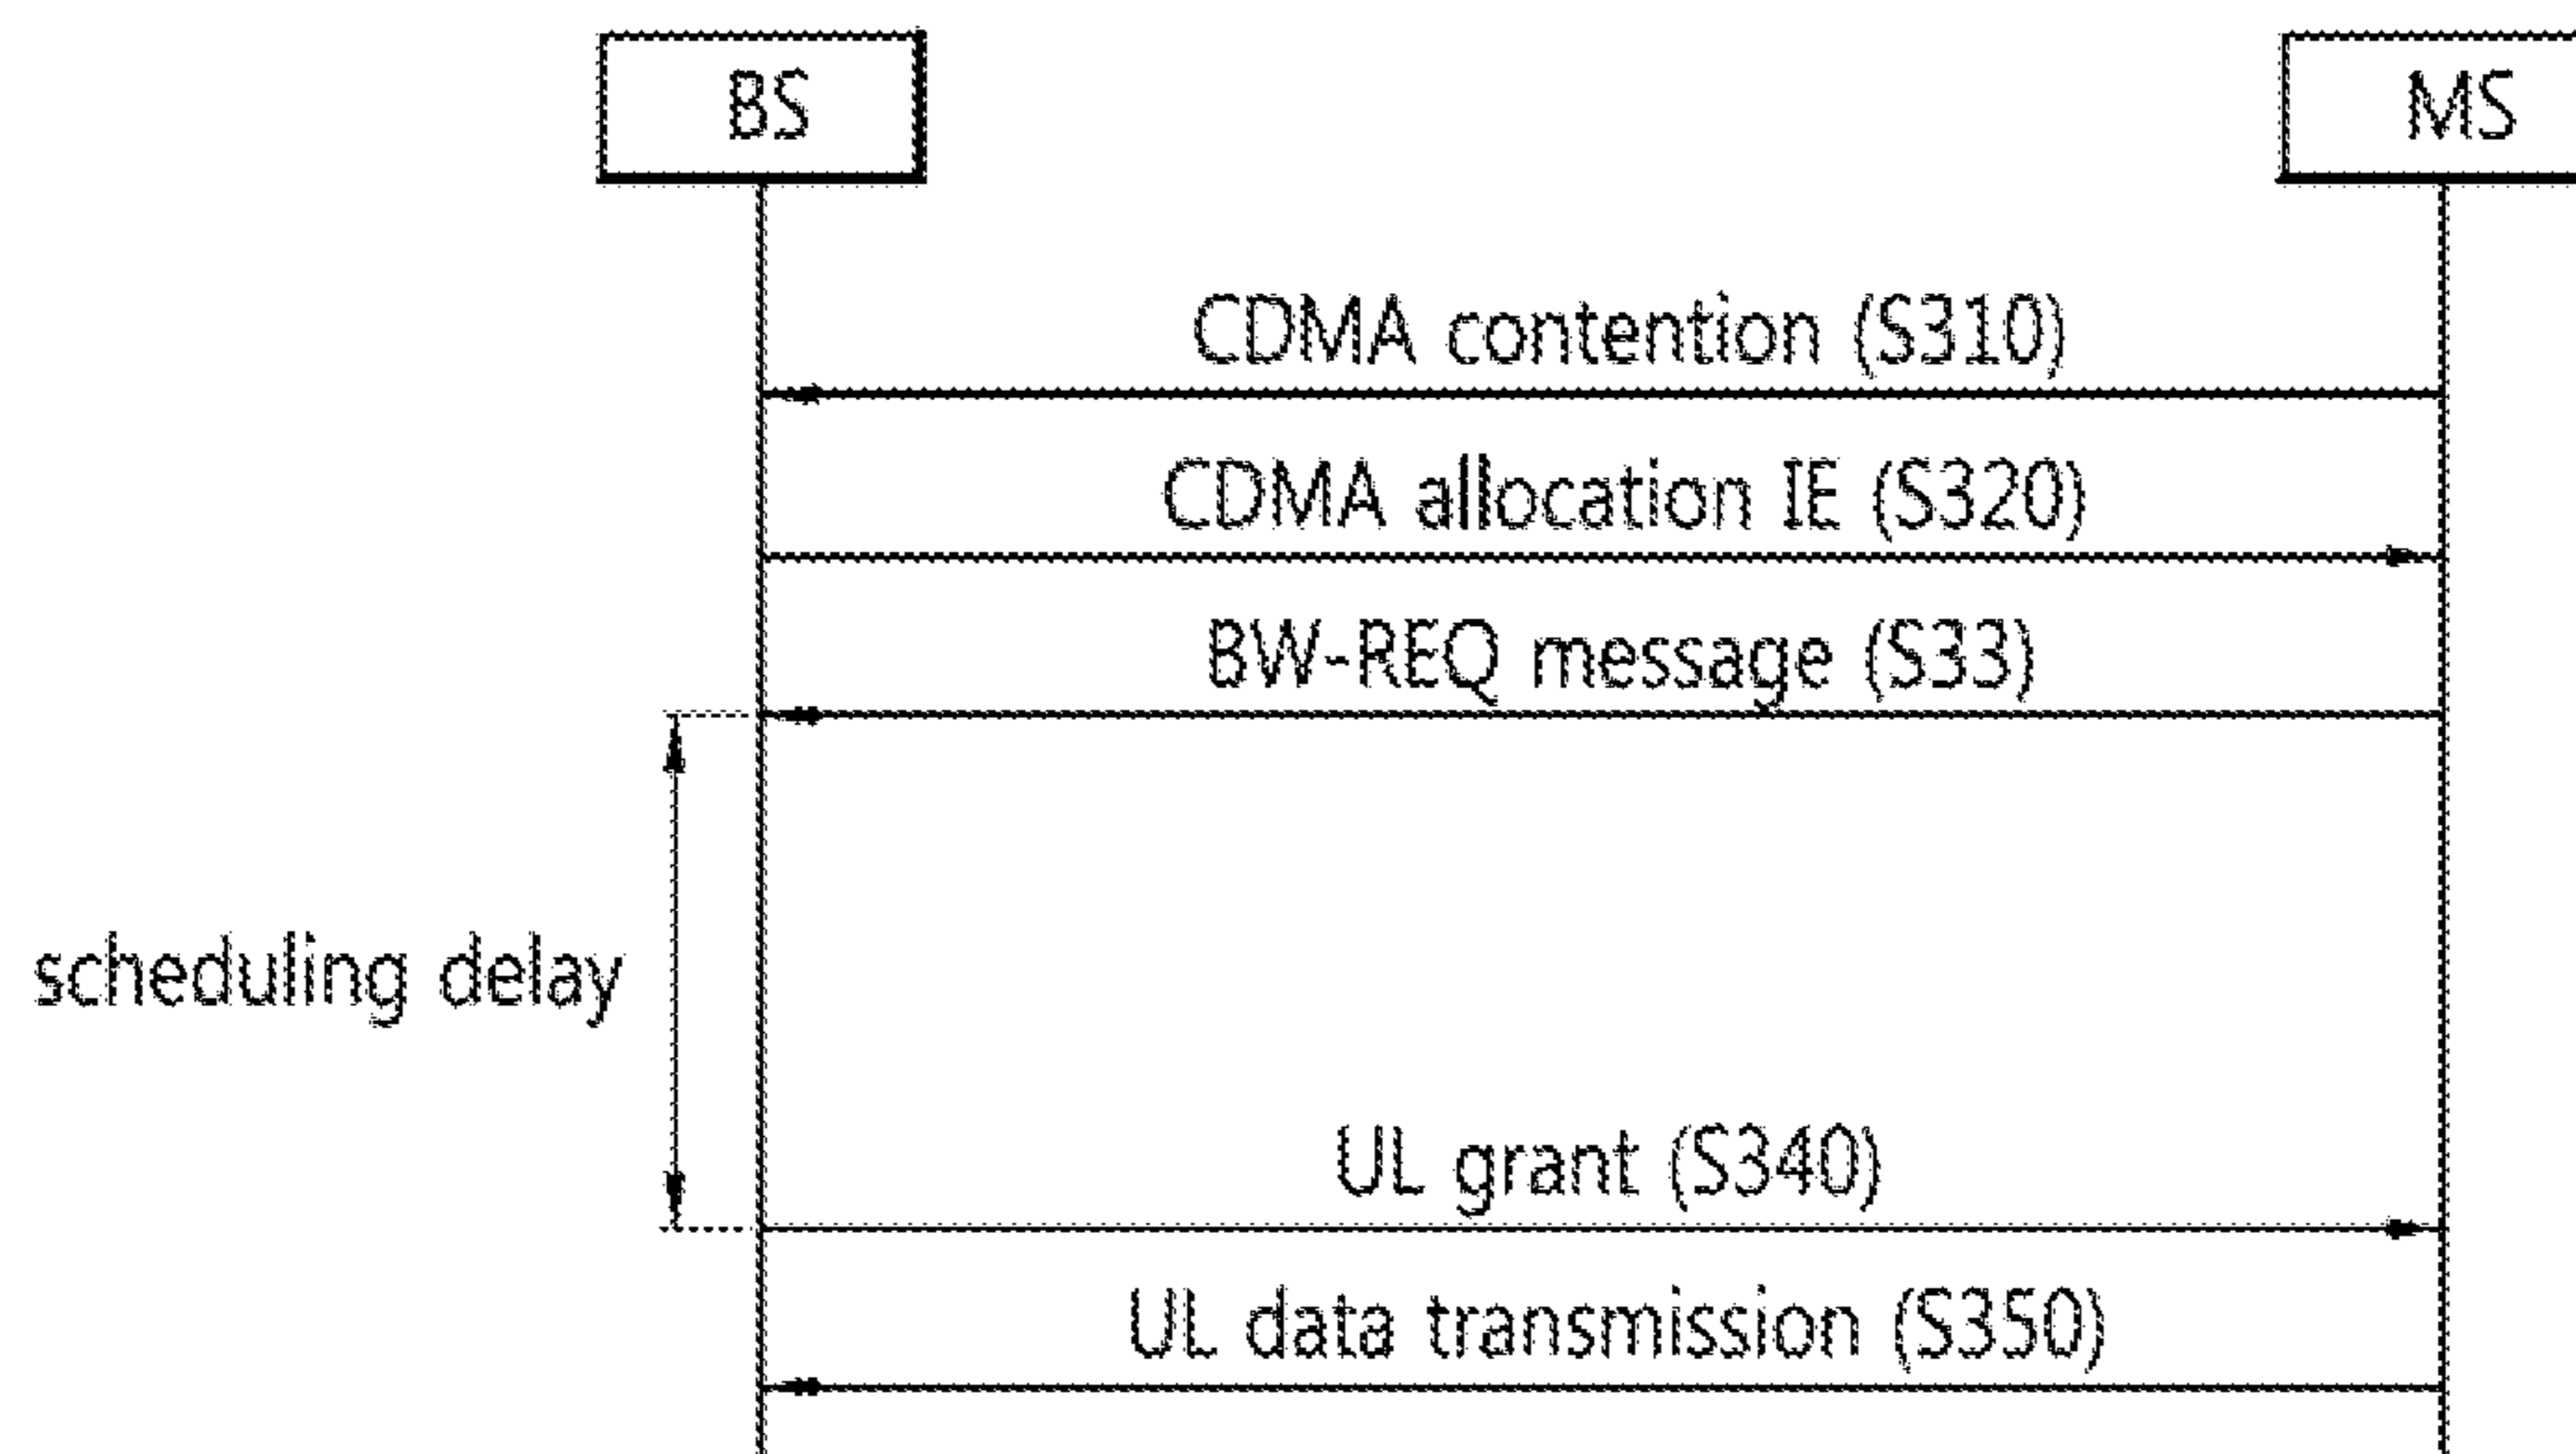 BS
MS
CDMA contention (S310)
CDMA allocation IE (S320)
BW-REQ message (S33)
scheduling delay
UL grant (S340)
UL data transmission (S350)